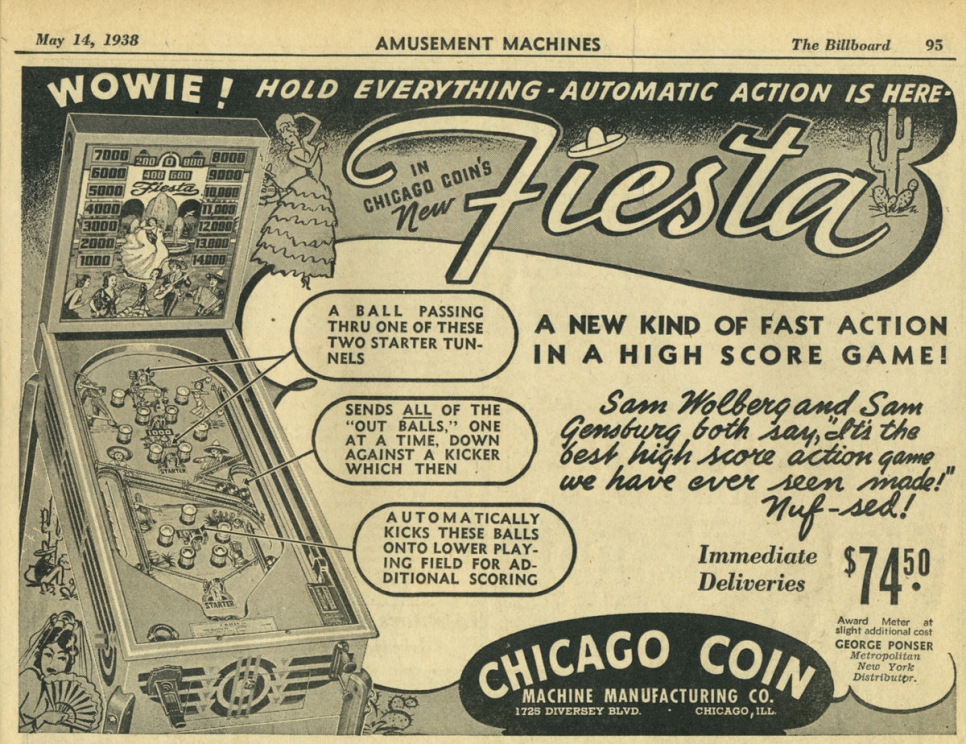 May 14, 1938
AMUSEMENT MACHINES
The Billboard 95
WOWIE! HOLD EVERYTHING - AUTOMATIC ACTION IS HERE-
IN
CHICAGO COIN'S
New
Fiesta
7000 200 800 8000
6000 400 600 9000
5000 Fiesta 10,000
4000 11,000
3000 12,000
2000 13,000
1000 14,000
A BALL PASSING
THRU ONE OF THESE
TWO STARTER TUN-
NELS
SENDS ALL OF THE
"OUT BALLS," ONE
AT A TIME, DOWN
AGAINST A KICKER
WHICH THEN
AUTOMATICALLY
KICKS THESE BALLS
ONTO LOWER PLAY-
ING FIELD FOR AD-
DITIONAL SCORING
1000
STARTER
STARTER
A NEW KIND OF FAST ACTION
IN A HIGH SCORE GAME!
Sam Wolberg and Sam
Gensburg both say, "It's the
best high score action game
we have ever seen made!"
Nuf-sed!
Immediate
Deliveries
$74.50
Award Meter at
slight additional cost
GEORGE PONSER
Metropolitan
New York
Distributor.
CHICAGO COIN
MACHINE MANUFACTURING CO.
1725 DIVERSEY BLVD. CHICAGO, ILL.